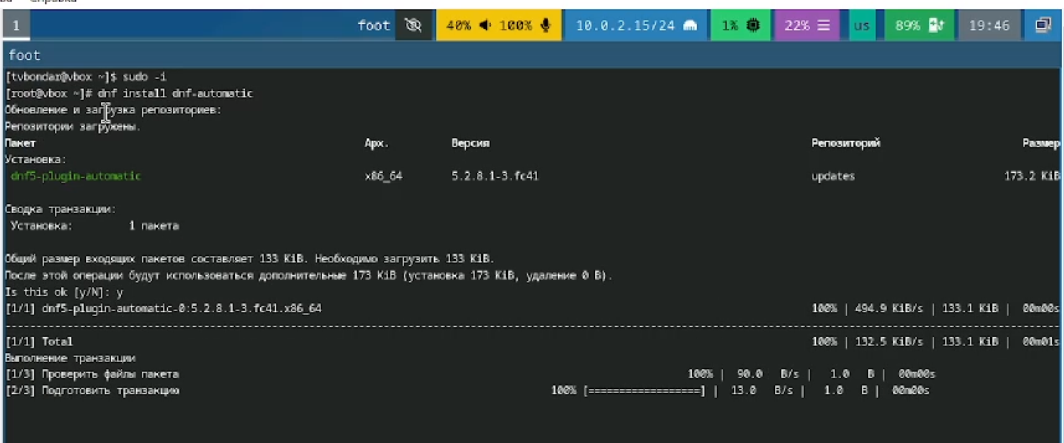 1 foot 40% 100% 10.0.2.15/24 1% 22% us 89% 19:46
foot
[tvbondar@vbox ~]$ sudo -i
[root@vbox ~]# dnf install dnf-automatic
Обновление и загрузка репозиториев:
Репозитории загружены.
Пакет Арх. Версия Репозиторий Размер
Установка:
dnf5-plugin-automatic x86_64 5.2.8.1-3.fc41 updates 173.2 KiB
Сводка транзакции:
Установка: 1 пакета
Общий размер входящих пакетов составляет 133 KiB. Необходимо загрузить 133 KiB.
После этой операции будут использоваться дополнительные 173 KiB (установка 173 KiB, удаление 0 B).
Is this ok [y/N]: y
[1/1] dnf5-plugin-automatic-0:5.2.8.1-3.fc41.x86_64 100% | 494.9 KiB/s | 133.1 KiB | 00m00s
[1/1] Total 100% | 132.5 KiB/s | 133.1 KiB | 00m01s
Выполнение транзакции
[1/3] Проверить файлы пакета 100% | 90.0 B/s | 1.0 B | 00m00s
[2/3] Подготовить транзакцию 100% [==================] | 13.0 B/s | 1.0 B | 00m00s